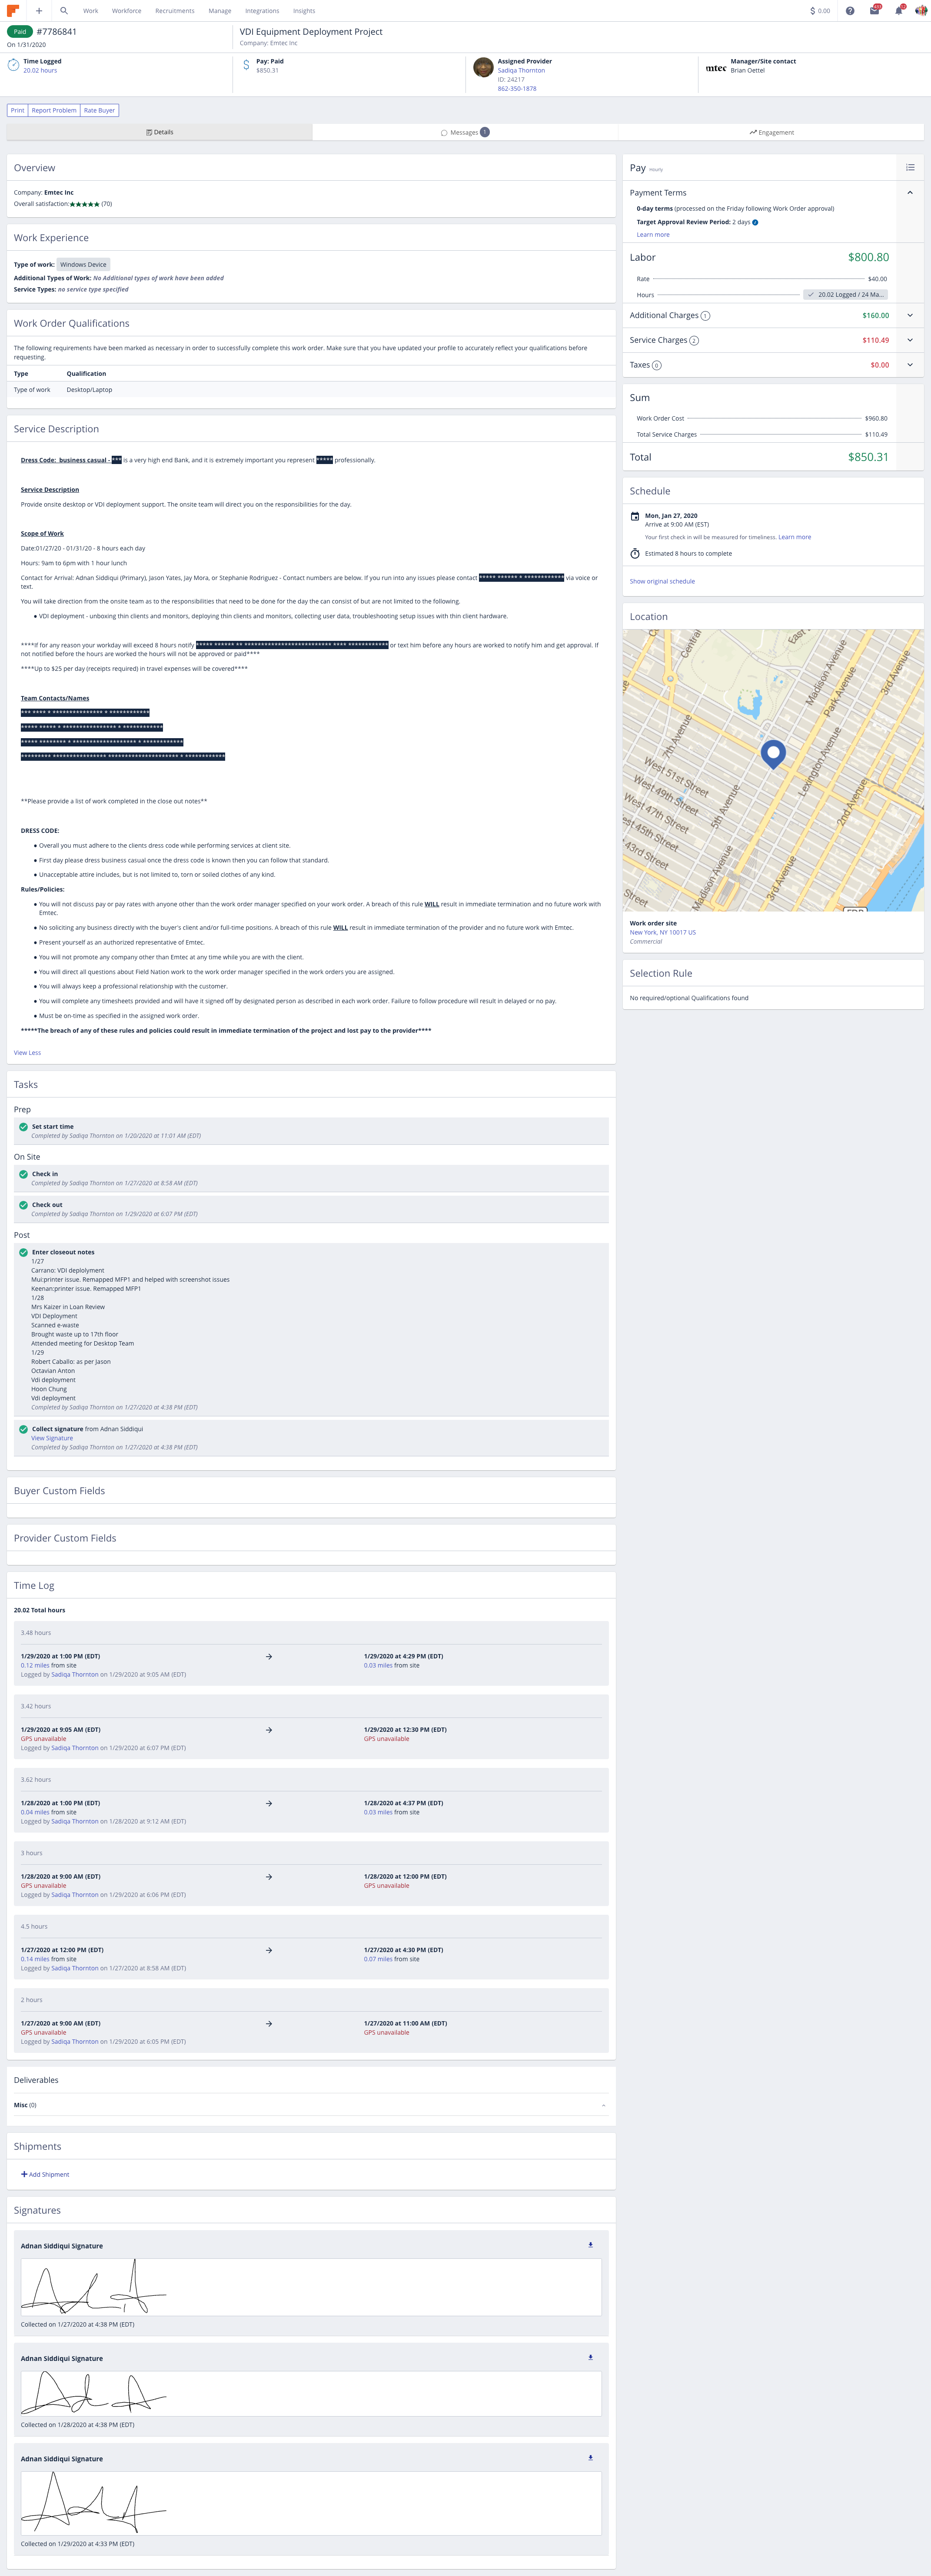 Work
Workforce
Recruitments
Manage
Integrations
Insights
$ 0.00
Paid #7786841
On 1/31/2020
VDI Equipment Deployment Project
Company: Emtec Inc
Time Logged
20.02 hours
Pay: Paid
$850.31
Assigned Provider
Sadiqa Thornton
ID: 24217
862-350-1878
mtec
Manager/Site contact
Brian Oettel
Print
Report Problem
Rate Buyer
Details
Messages 1
Engagement
Overview
Company: Emtec Inc
Overall satisfaction:★★★★★ (70)
Work Experience
Type of work: Windows Device
Additional Types of Work: No Additional types of work have been added
Service Types: no service type specified
Work Order Qualifications
The following requirements have been marked as necessary in order to successfully complete this work order. Make sure that you have updated your profile to accurately reflect your qualifications before
requesting.
Type Qualification
Type of work Desktop/Laptop
Service Description
Dress Code: business casual - *** is a very high end Bank, and it is extremely important you represent ***** professionally.
Service Description
Provide onsite desktop or VDI deployment support. The onsite team will direct you on the responsibilities for the day.
Scope of Work
Date:01/27/20 - 01/31/20 - 8 hours each day
Hours: 9am to 6pm with 1 hour lunch
Contact for Arrival: Adnan Siddiqui (Primary), Jason Yates, Jay Mora, or Stephanie Rodriguez - Contact numbers are below. If you run into any issues please contact ***** ****** * ************ via voice or
text.
You will take direction from the onsite team as to the responsibilities that need to be done for the day the can consist of but are not limited to the following.
● VDI deployment - unboxing thin clients and monitors, deploying thin clients and monitors, collecting user data, troubleshooting setup issues with thin client hardware.
****If for any reason your workday will exceed 8 hours notify ***** ****** ** ************************** **** ************** or text him before any hours are worked to notify him and get approval. If
not notified before the hours are worked the hours will not be approved or paid****
****Up to $25 per day (receipts required) in travel expenses will be covered****
Team Contacts/Names
*** **** * *************** * ************
***** ***** * **************** * ************
***** ******** * ******************* * ************
********* **************** ********************** * ************
**Please provide a list of work completed in the close out notes**
DRESS CODE:
● Overall you must adhere to the clients dress code while performing services at client site.
● First day please dress business casual once the dress code is known then you can follow that standard.
● Unacceptable attire includes, but is not limited to, torn or soiled clothes of any kind.
Rules/Policies:
● You will not discuss pay or pay rates with anyone other than the work order manager specified on your work order. A breach of this rule WILL result in immediate termination and no future work with
Emtec.
● No soliciting any business directly with the buyer's client and/or full-time positions. A breach of this rule WILL result in immediate termination of the provider and no future work with Emtec.
● Present yourself as an authorized representative of Emtec.
● You will not promote any company other than Emtec at any time while you are with the client.
● You will direct all questions about Field Nation work to the work order manager specified in the work orders you are assigned.
● You will always keep a professional relationship with the customer.
● You will complete any timesheets provided and will have it signed off by designated person as described in each work order. Failure to follow procedure will result in delayed or no pay.
● Must be on-time as specified in the assigned work order.
*****The breach of any of these rules and policies could result in immediate termination of the project and lost pay to the provider****
View Less
Tasks
Prep
Set start time
Completed by Sadiqa Thornton on 1/20/2020 at 11:01 AM (EDT)
On Site
Check in
Completed by Sadiqa Thornton on 1/27/2020 at 8:58 AM (EDT)
Check out
Completed by Sadiqa Thornton on 1/29/2020 at 6:07 PM (EDT)
Post
Enter closeout notes
1/27
Carrano: VDI deplolyment
Mui:printer issue. Remapped MFP1 and helped with screenshot issues
Keenan:printer issue. Remapped MFP1
1/28
Mrs Kaizer in Loan Review
VDI Deployment
Scanned e-waste
Brought waste up to 17th floor
Attended meeting for Desktop Team
1/29
Robert Caballo: as per Jason
Octavian Anton
Vdi deployment
Hoon Chung
Vdi deployment
Completed by Sadiqa Thornton on 1/27/2020 at 4:38 PM (EDT)
Collect signature from Adnan Siddiqui
View Signature
Completed by Sadiqa Thornton on 1/27/2020 at 4:38 PM (EDT)
Buyer Custom Fields
Provider Custom Fields
Time Log
20.02 Total hours
3.48 hours
1/29/2020 at 1:00 PM (EDT) → 1/29/2020 at 4:29 PM (EDT)
0.12 miles from site 0.03 miles from site
Logged by Sadiqa Thornton on 1/29/2020 at 9:05 AM (EDT)
3.42 hours
1/29/2020 at 9:05 AM (EDT) → 1/29/2020 at 12:30 PM (EDT)
GPS unavailable GPS unavailable
Logged by Sadiqa Thornton on 1/29/2020 at 6:07 PM (EDT)
3.62 hours
1/28/2020 at 1:00 PM (EDT) → 1/28/2020 at 4:37 PM (EDT)
0.04 miles from site 0.03 miles from site
Logged by Sadiqa Thornton on 1/28/2020 at 9:12 AM (EDT)
3 hours
1/28/2020 at 9:00 AM (EDT) → 1/28/2020 at 12:00 PM (EDT)
GPS unavailable GPS unavailable
Logged by Sadiqa Thornton on 1/29/2020 at 6:06 PM (EDT)
4.5 hours
1/27/2020 at 12:00 PM (EDT) → 1/27/2020 at 4:30 PM (EDT)
0.14 miles from site 0.07 miles from site
Logged by Sadiqa Thornton on 1/27/2020 at 8:58 AM (EDT)
2 hours
1/27/2020 at 9:00 AM (EDT) → 1/27/2020 at 11:00 AM (EDT)
GPS unavailable GPS unavailable
Logged by Sadiqa Thornton on 1/29/2020 at 6:05 PM (EDT)
Deliverables
Misc (0)
Shipments
+ Add Shipment
Signatures
Adnan Siddiqui Signature
Collected on 1/27/2020 at 4:38 PM (EDT)
Adnan Siddiqui Signature
Collected on 1/28/2020 at 4:38 PM (EDT)
Adnan Siddiqui Signature
Collected on 1/29/2020 at 4:33 PM (EDT)
Pay Hourly
Payment Terms
0-day terms (processed on the Friday following Work Order approval)
Target Approval Review Period: 2 days
Learn more
Labor $800.80
Rate $40.00
Hours 20.02 Logged / 24 Ma...
Additional Charges 1 $160.00
Service Charges 2 $110.49
Taxes 0 $0.00
Sum
Work Order Cost $960.80
Total Service Charges $110.49
Total $850.31
Schedule
Mon, Jan 27, 2020
Arrive at 9:00 AM (EST)
Your first check in will be measured for timeliness. Learn more
Estimated 8 hours to complete
Show original schedule
Location
Central
East
Madison Avenue
Park Avenue
3rd Avenue
7th Avenue
West 51st Street
West 49th Street
West 47th Street
5th Avenue
Lexington Avenue
2nd Avenue
45th Street
43rd Street
Madison Avenue
3rd Avenue
Street
FDR
Work order site
New York, NY 10017 US
Commercial
Selection Rule
No required/optional Qualifications found